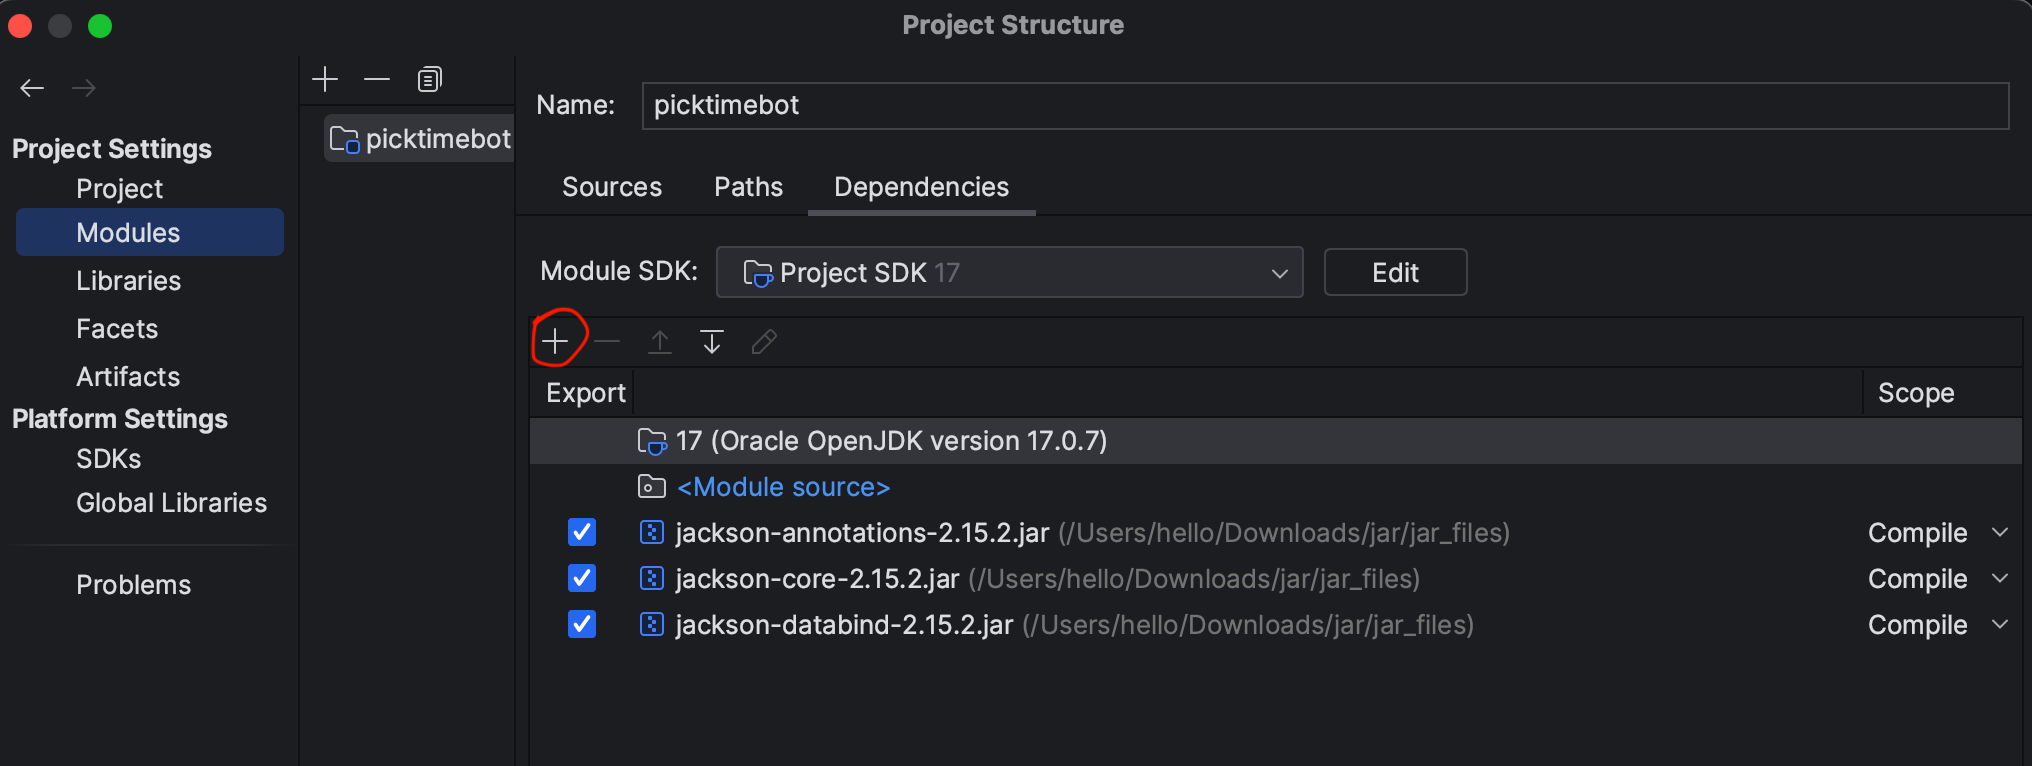 Project Structure
Project Settings
Project
Modules
Libraries
Facets
Artifacts
Platform Settings
SDKs
Global Libraries
Problems
picktimebot
Name: picktimebot
Sources Paths Dependencies
Module SDK: Project SDK 17 Edit
Export Scope
17 (Oracle OpenJDK version 17.0.7)
<Module source>
jackson-annotations-2.15.2.jar (/Users/hello/Downloads/jar/jar_files) Compile
jackson-core-2.15.2.jar (/Users/hello/Downloads/jar/jar_files) Compile
jackson-databind-2.15.2.jar (/Users/hello/Downloads/jar/jar_files) Compile